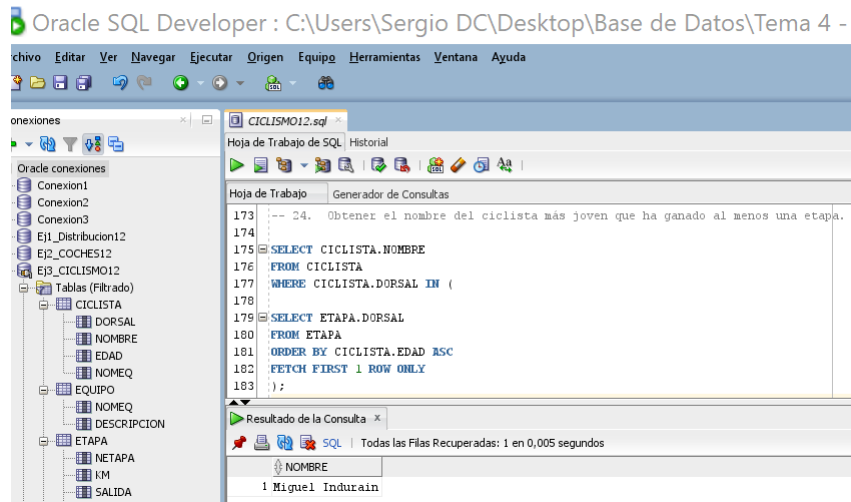 Oracle SQL Developer : C:\Users\Sergio DC\Desktop\Base de Datos\Tema 4 -
rchivo Editar Ver Navegar Ejecutar Origen Equipo Herramientas Ventana Ayuda
onexiones
Oracle conexiones
Conexion1
Conexion2
Conexion3
Ej1_Distribucion12
Ej2_COCHES12
Ej3_CICLISMO12
Tablas (Filtrado)
CICLISTA
DORSAL
NOMBRE
EDAD
NOMEQ
EQUIPO
NOMEQ
DESCRIPCION
ETAPA
NETAPA
KM
SALIDA
CICLISMO12.sql
Hoja de Trabajo de SQL Historial
Hoja de Trabajo Generador de Consultas
173 -- 24. Obtener el nombre del ciclista más joven que ha ganado al menos una etapa.
174
175 SELECT CICLISTA.NOMBRE
176 FROM CICLISTA
177 WHERE CICLISTA.DORSAL IN (
178
179 SELECT ETAPA.DORSAL
180 FROM ETAPA
181 ORDER BY CICLISTA.EDAD ASC
182 FETCH FIRST 1 ROW ONLY
183 );
Resultado de la Consulta
SQL | Todas las Filas Recuperadas: 1 en 0,005 segundos
NOMBRE
1 Miguel Indurain